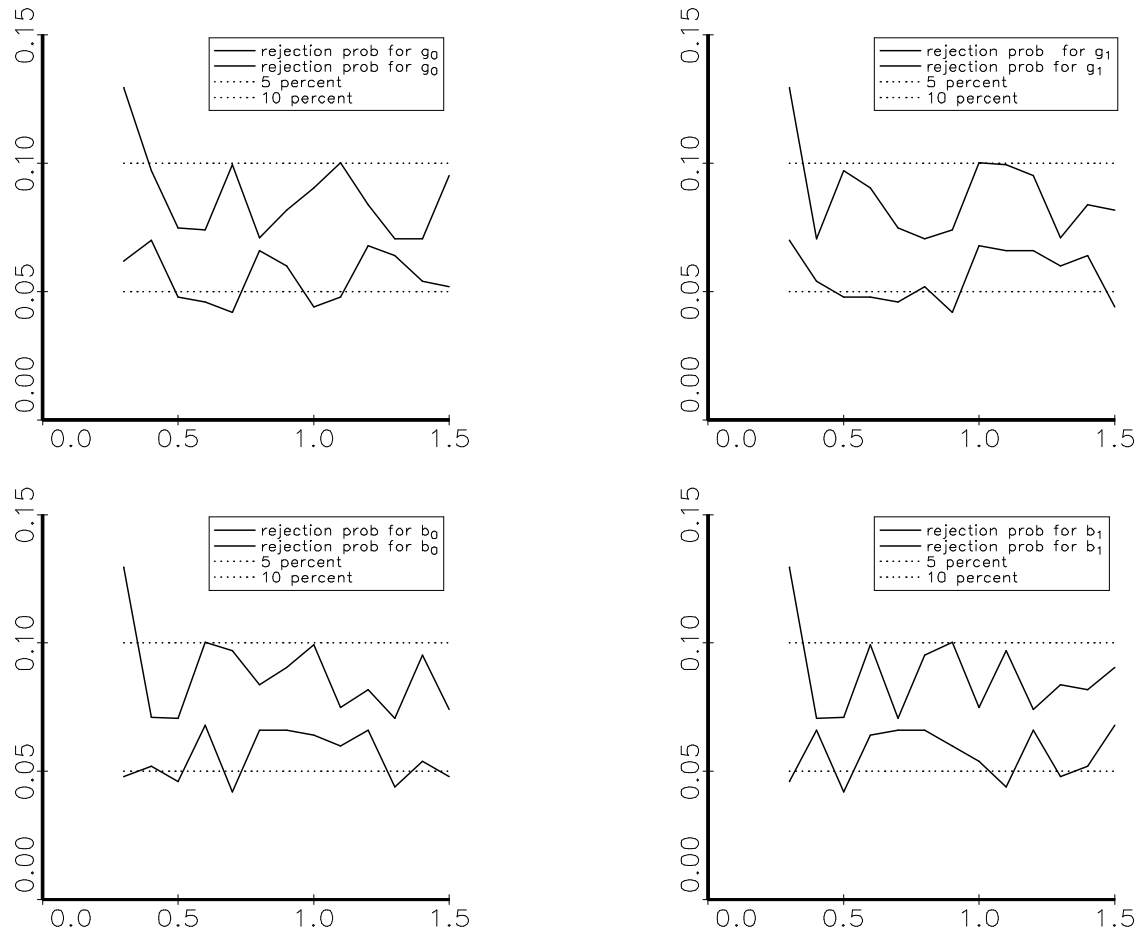 0.15
rejection prob for g0
rejection prob for g0
5 percent
10 percent
0.10
0.05
0.00
0.0 0.5 1.0 1.5
0.15
rejection prob for g1
rejection prob for g1
5 percent
10 percent
0.10
0.05
0.00
0.0 0.5 1.0 1.5
0.15
rejection prob for b0
rejection prob for b0
5 percent
10 percent
0.10
0.05
0.00
0.0 0.5 1.0 1.5
0.15
rejection prob for b1
rejection prob for b1
5 percent
10 percent
0.10
0.05
0.00
0.0 0.5 1.0 1.5